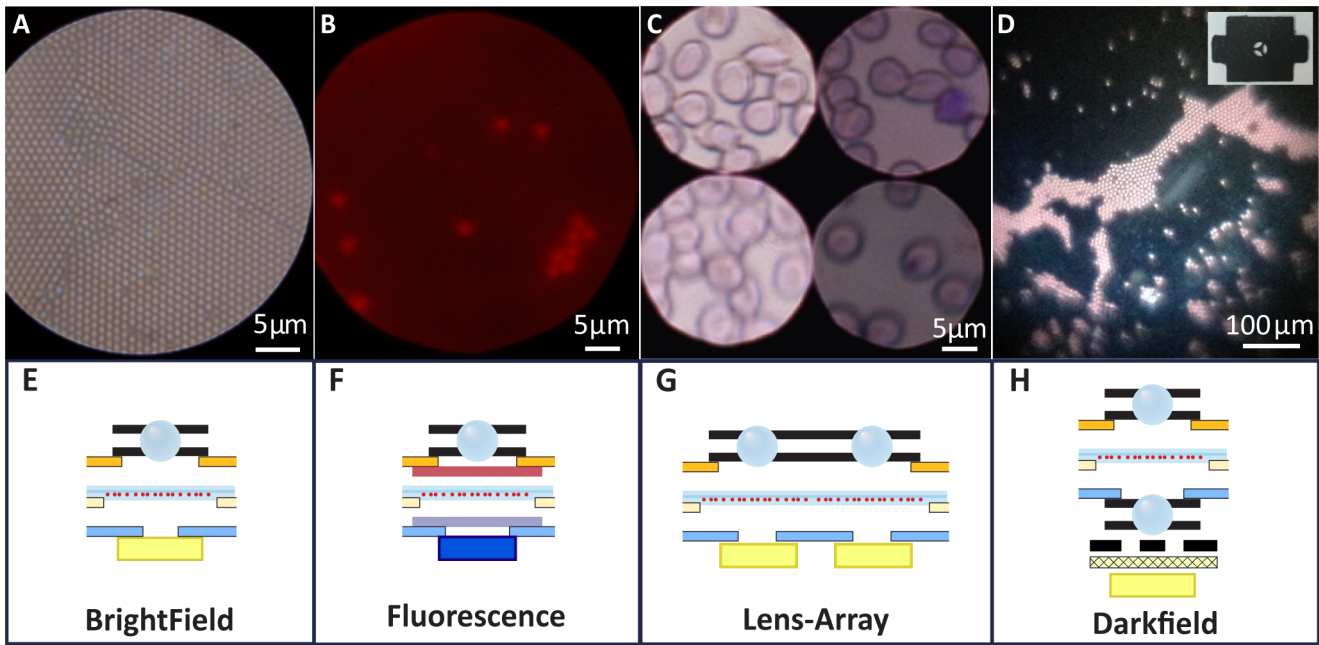 A
B
C
D
5µm
5µm
5µm
100µm
E
F
G
H
BrightField
Fluorescence
Lens-Array
Darkfield